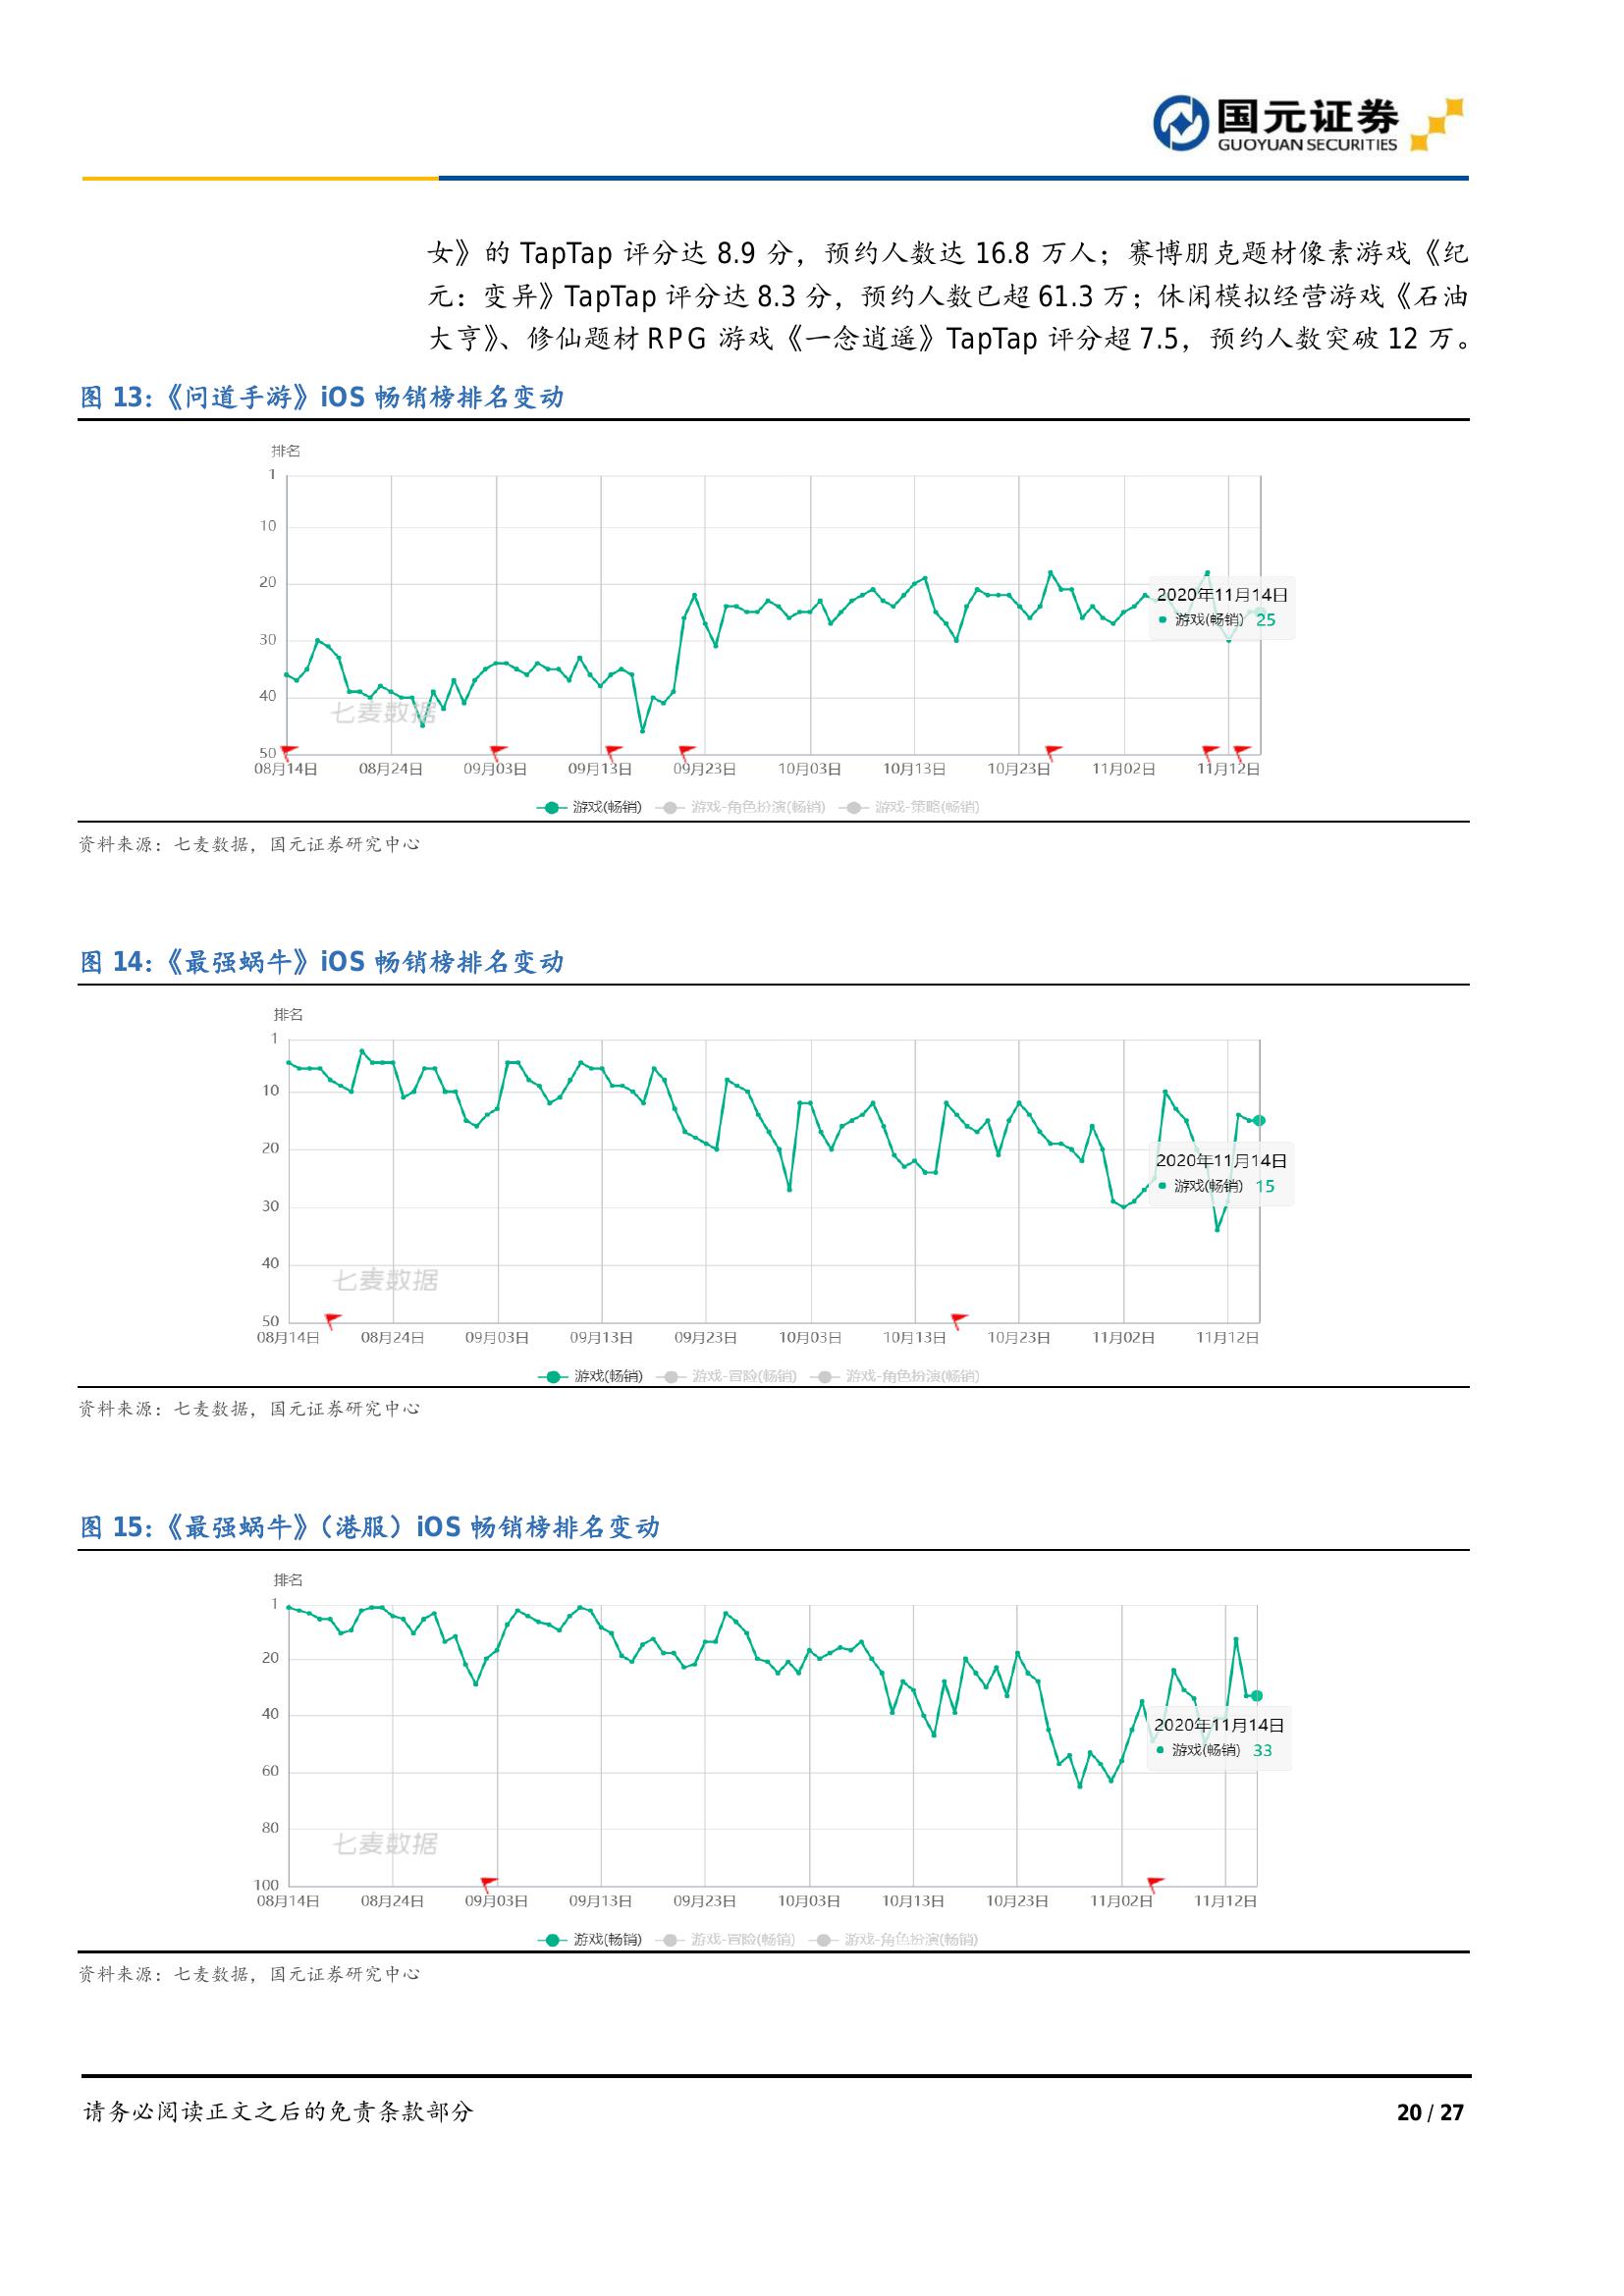 国元证券
GUOYUAN SECURITIES
女》的 TapTap 评分达 8.9 分，预约人数达 16.8 万人；赛博朋克题材像素游戏《纪
元：变异》TapTap 评分达 8.3 分，预约人数已超 61.3 万；休闲模拟经营游戏《石油
大亨》、修仙题材 RPG 游戏《一念逍遥》TapTap 评分超 7.5，预约人数突破 12 万。
图 13：《问道手游》iOS 畅销榜排名变动
排名
1
10
20
30
40
50
2020年11月14日
游戏(畅销) 25
七麦数据
08月14日 08月24日 09月03日 09月13日 09月23日 10月03日 10月13日 10月23日 11月02日 11月12日
游戏(畅销) 游戏-角色扮演(畅销) 游戏-策略(畅销)
资料来源：七麦数据，国元证券研究中心
图 14：《最强蜗牛》iOS 畅销榜排名变动
排名
1
10
20
30
40
50
2020年11月14日
游戏(畅销) 15
七麦数据
08月14日 08月24日 09月03日 09月13日 09月23日 10月03日 10月13日 10月23日 11月02日 11月12日
游戏(畅销) 游戏-冒险(畅销) 游戏-角色扮演(畅销)
资料来源：七麦数据，国元证券研究中心
图 15：《最强蜗牛》（港服）iOS 畅销榜排名变动
排名
1
20
40
60
80
100
2020年11月14日
游戏(畅销) 33
七麦数据
08月14日 08月24日 09月03日 09月13日 09月23日 10月03日 10月13日 10月23日 11月02日 11月12日
游戏(畅销) 游戏-冒险(畅销) 游戏-角色扮演(畅销)
资料来源：七麦数据，国元证券研究中心
请务必阅读正文之后的免责条款部分
20 / 27